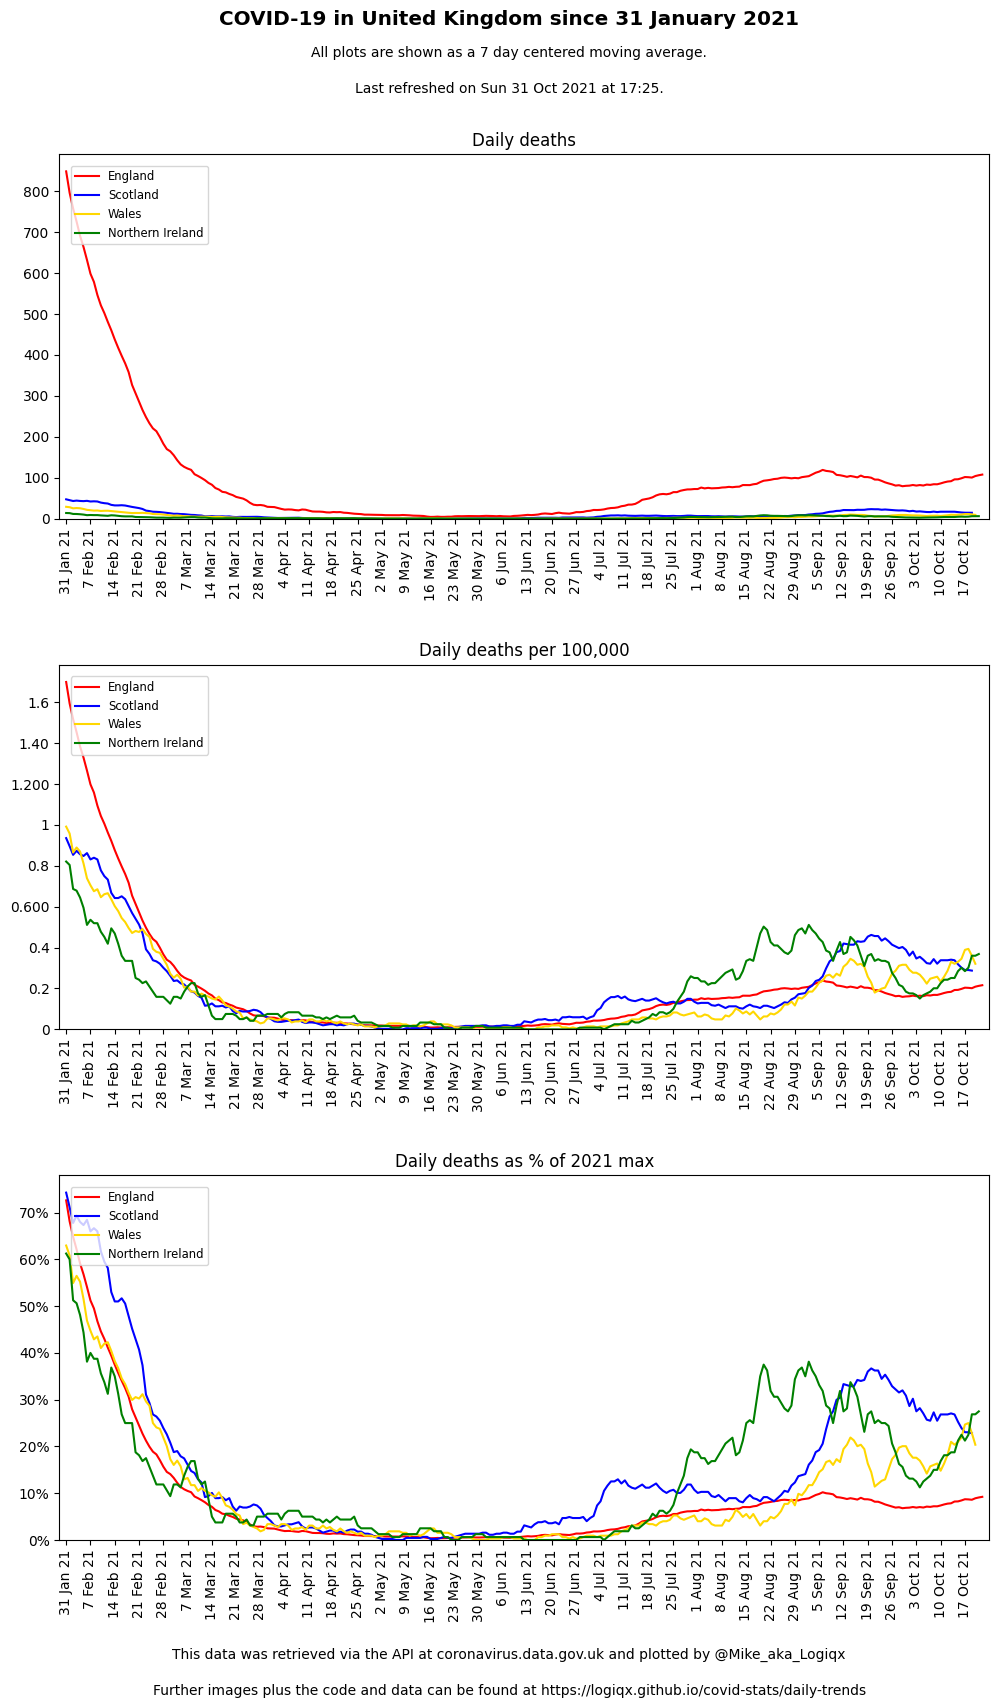 COVID-19 in United Kingdom since 31 January 2021
All plots are shown as a 7 day centered moving average.
Last refreshed on Sun 31 Oct 2021 at 17:25.
Daily deaths
England
Scotland
Wales
Northern Ireland
800
700
600
500
400
300
200
100
0
31 Jan 21
7 Feb 21
14 Feb 21
21 Feb 21
28 Feb 21
7 Mar 21
14 Mar 21
21 Mar 21
28 Mar 21
4 Apr 21
11 Apr 21
18 Apr 21
25 Apr 21
2 May 21
9 May 21
16 May 21
23 May 21
30 May 21
6 Jun 21
13 Jun 21
20 Jun 21
27 Jun 21
4 Jul 21
11 Jul 21
18 Jul 21
25 Jul 21
1 Aug 21
8 Aug 21
15 Aug 21
22 Aug 21
29 Aug 21
5 Sep 21
12 Sep 21
19 Sep 21
26 Sep 21
3 Oct 21
10 Oct 21
17 Oct 21
Daily deaths per 100,000
England
Scotland
Wales
Northern Ireland
1.6
1.40
1.200
1
0.8
0.600
0.4
0.2
0
31 Jan 21
7 Feb 21
14 Feb 21
21 Feb 21
28 Feb 21
7 Mar 21
14 Mar 21
21 Mar 21
28 Mar 21
4 Apr 21
11 Apr 21
18 Apr 21
25 Apr 21
2 May 21
9 May 21
16 May 21
23 May 21
30 May 21
6 Jun 21
13 Jun 21
20 Jun 21
27 Jun 21
4 Jul 21
11 Jul 21
18 Jul 21
25 Jul 21
1 Aug 21
8 Aug 21
15 Aug 21
22 Aug 21
29 Aug 21
5 Sep 21
12 Sep 21
19 Sep 21
26 Sep 21
3 Oct 21
10 Oct 21
17 Oct 21
Daily deaths as % of 2021 max
England
Scotland
Wales
Northern Ireland
70%
60%
50%
40%
30%
20%
10%
0%
31 Jan 21
7 Feb 21
14 Feb 21
21 Feb 21
28 Feb 21
7 Mar 21
14 Mar 21
21 Mar 21
28 Mar 21
4 Apr 21
11 Apr 21
18 Apr 21
25 Apr 21
2 May 21
9 May 21
16 May 21
23 May 21
30 May 21
6 Jun 21
13 Jun 21
20 Jun 21
27 Jun 21
4 Jul 21
11 Jul 21
18 Jul 21
25 Jul 21
1 Aug 21
8 Aug 21
15 Aug 21
22 Aug 21
29 Aug 21
5 Sep 21
12 Sep 21
19 Sep 21
26 Sep 21
3 Oct 21
10 Oct 21
17 Oct 21
This data was retrieved via the API at coronavirus.data.gov.uk and plotted by @Mike_aka_Logiqx
Further images plus the code and data can be found at https://logiqx.github.io/covid-stats/daily-trends